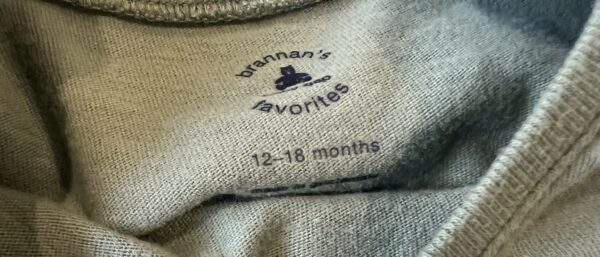 brannan's
favorites
12–18 months